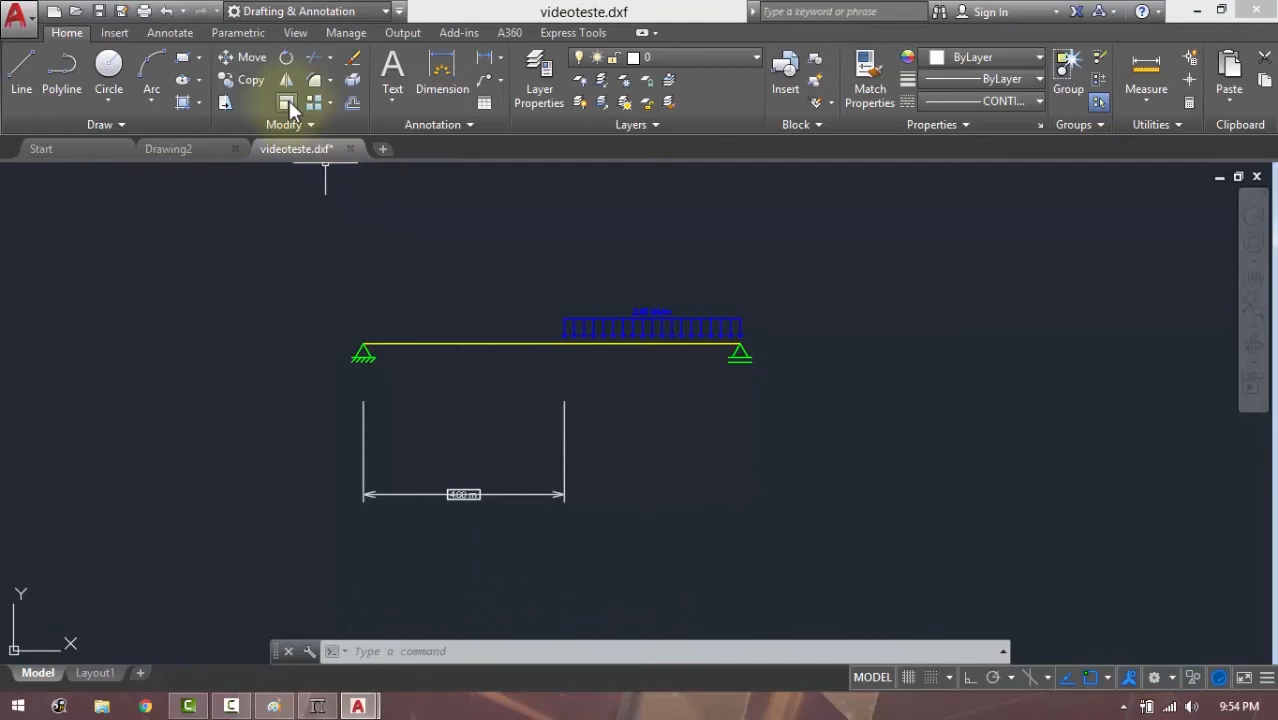 Drafting & Annotation
videoteste.dxf
Type a keyword or phrase
Sign In
Home
Insert
Annotate
Parametric
View
Manage
Output
Add-ins
A360
Express Tools
Line
Polyline
Circle
Arc
Move
Copy
Text
Dimension
Layer
Properties
0
Insert
Match
Properties
ByLayer
ByLayer
CONTI...
Group
Measure
Paste
Draw
Modify
Annotation
Layers
Block
Properties
Groups
Utilities
Clipboard
Start
Drawing2
videoteste.dxf*
Y
X
Type a command
Model
Layout1
MODEL
9:54 PM